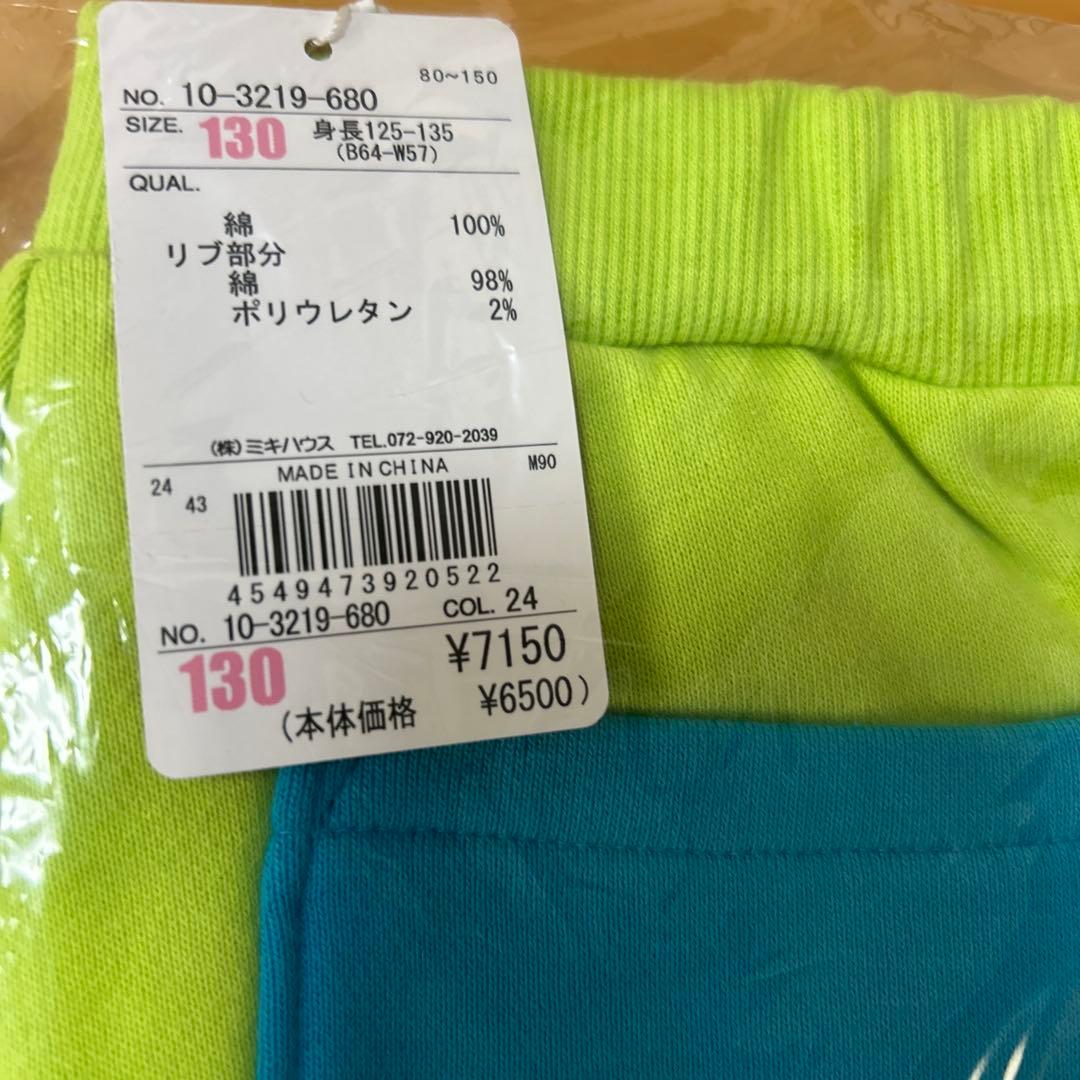 80~150
NO. 10-3219-680
SIZE. 130 身長125-135
(B64-W57)
QUAL.
綿 100%
リブ部分
綿 98%
ポリウレタン 2%
(株)ミキハウス TEL.072-920-2039
MADE IN CHINA M90
24
43
4549473920522
NO. 10-3219-680 COL. 24
130 ¥7150
(本体価格 ¥6500)